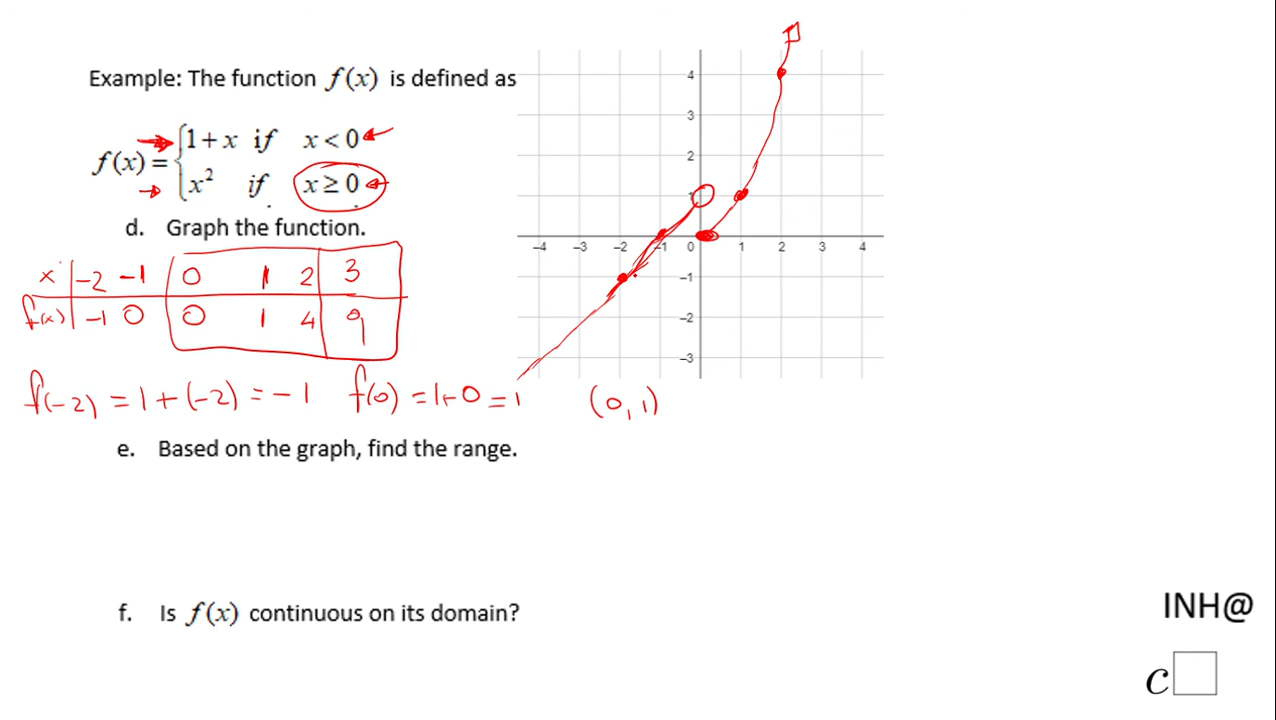 Example: The function f(x) is defined as
f(x) = { 1 + x if x < 0
x² if x ≥ 0
d. Graph the function.
x | -2 -1 0 1 2 3
f(x) | -1 0 0 1 4 9
f(-2) = 1 + (-2) = -1 f(0) = 1+0 = 1 (0, 1)
4
3
2
1
-4 -3 -2 -1 0 1 2 3 4
-1
-2
-3
e. Based on the graph, find the range.
f. Is f(x) continuous on its domain?
INH@
c